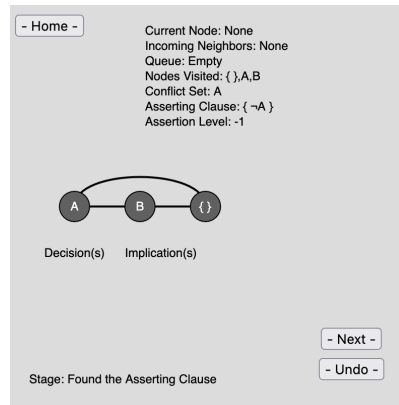 - Home -
Current Node: None
Incoming Neighbors: None
Queue: Empty
Nodes Visited: { },A,B
Conflict Set: A
Asserting Clause: { ¬A }
Assertion Level: -1
A B { }
Decision(s) Implication(s)
- Next -
- Undo -
Stage: Found the Asserting Clause